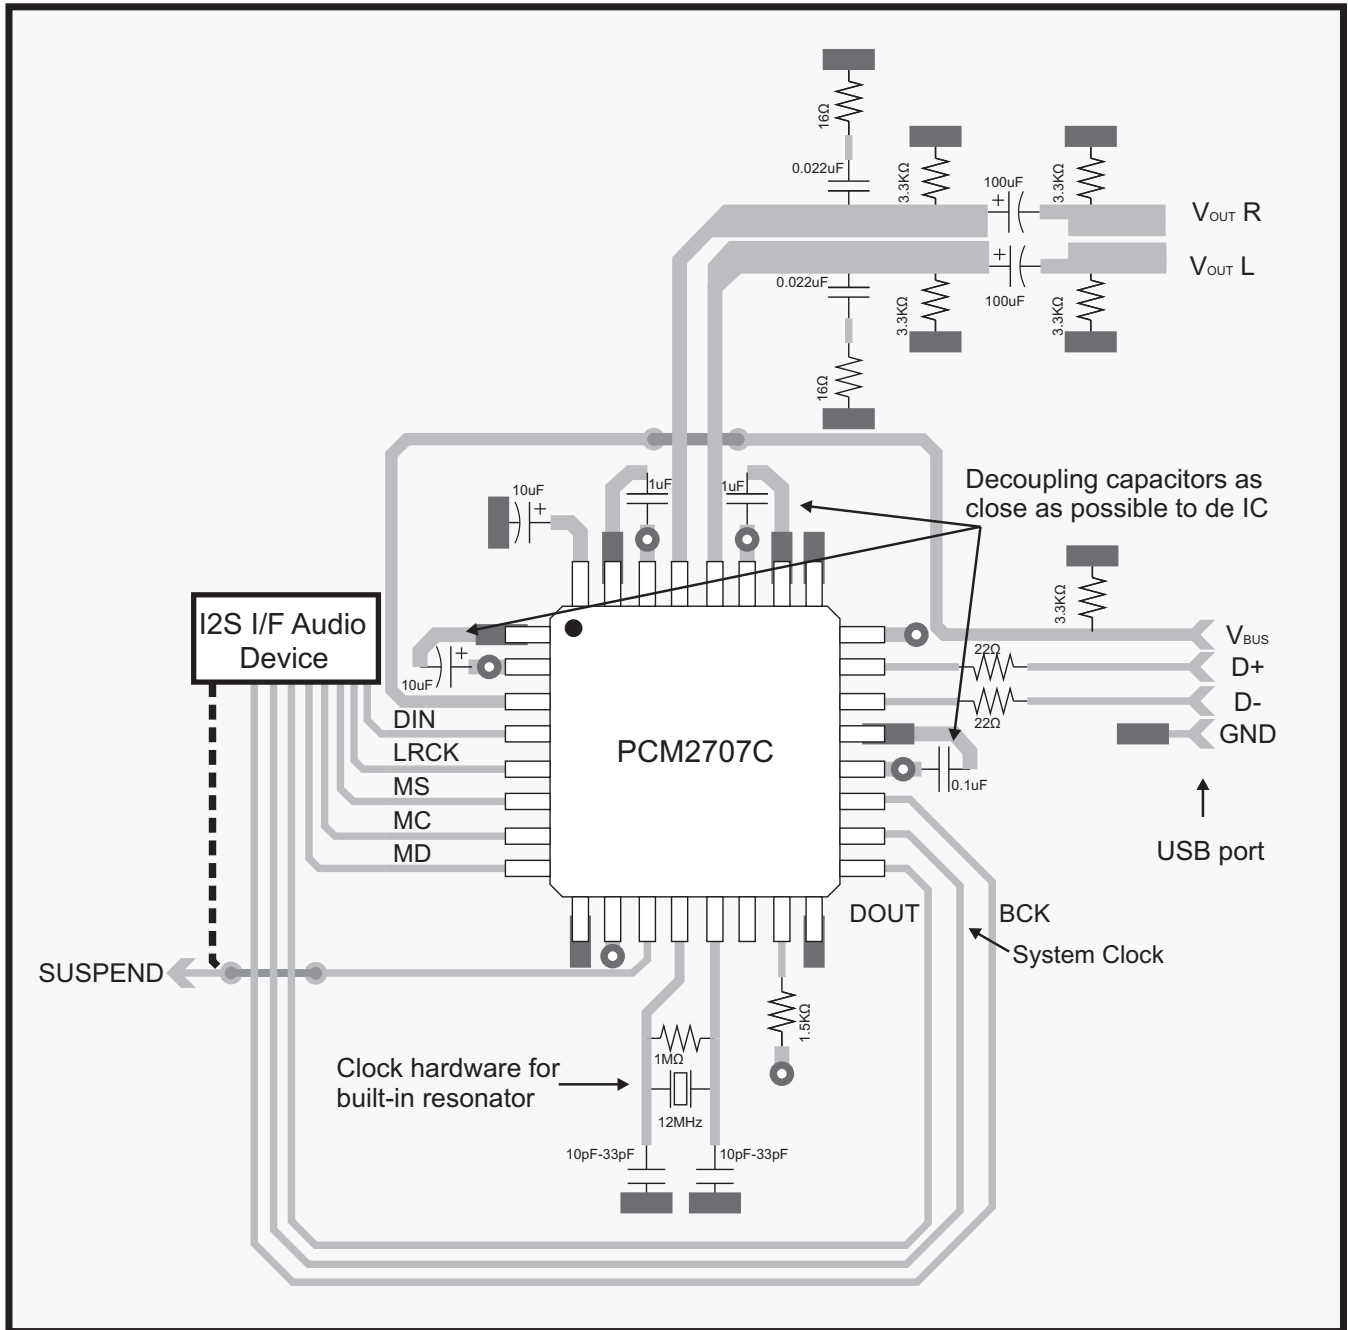 16Ω
0.022uF
3.3KΩ
100uF
3.3KΩ
VOUT R
VOUT L
0.022uF
3.3KΩ
100uF
3.3KΩ
16Ω
10uF
1uF
1uF
Decoupling capacitors as
close as possible to de IC
3.3KΩ
I2S I/F Audio
Device
10uF
22Ω
22Ω
VBUS
D+
D-
GND
DIN
LRCK
MS
MC
MD
PCM2707C
0.1uF
USB port
DOUT
BCK
System Clock
SUSPEND
1.5KΩ
1MΩ
Clock hardware for
built-in resonator
12MHz
10pF-33pF
10pF-33pF